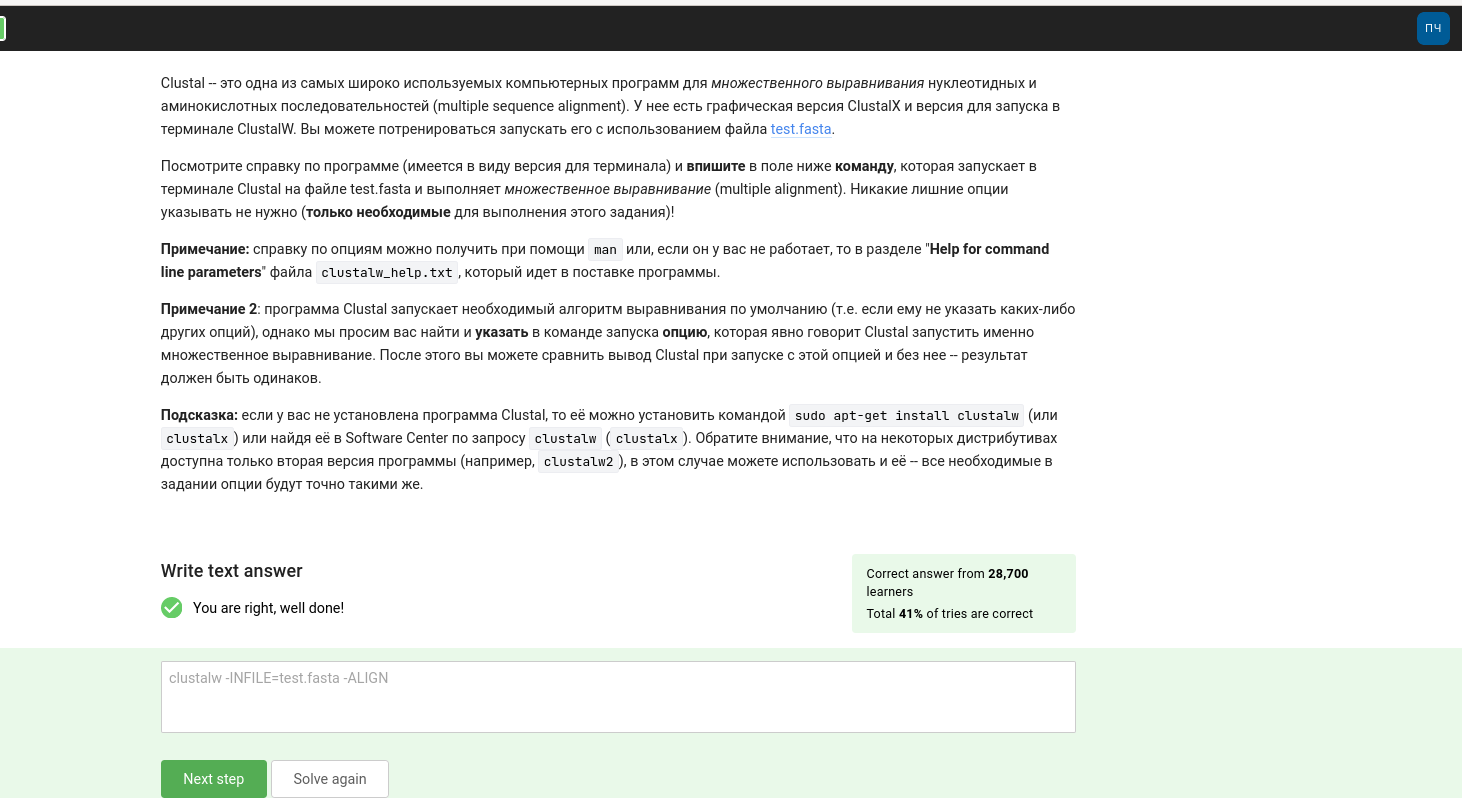 ПЧ
Clustal -- это одна из самых широко используемых компьютерных программ для множественного выравнивания нуклеотидных и
аминокислотных последовательностей (multiple sequence alignment). У нее есть графическая версия ClustalX и версия для запуска в
терминале ClustalW. Вы можете потренироваться запускать его с использованием файла test.fasta.
Посмотрите справку по программе (имеется в виду версия для терминала) и впишите в поле ниже команду, которая запускает в
терминале Clustal на файле test.fasta и выполняет множественное выравнивание (multiple alignment). Никакие лишние опции
указывать не нужно (только необходимые для выполнения этого задания)!
Примечание: справку по опциям можно получить при помощи man или, если он у вас не работает, то в разделе "Help for command
line parameters" файла clustalw_help.txt, который идет в поставке программы.
Примечание 2: программа Clustal запускает необходимый алгоритм выравнивания по умолчанию (т.е. если ему не указать каких-либо
других опций), однако мы просим вас найти и указать в команде запуска опцию, которая явно говорит Clustal запустить именно
множественное выравнивание. После этого вы можете сравнить вывод Clustal при запуске с этой опцией и без нее -- результат
должен быть одинаков.
Подсказка: если у вас не установлена программа Clustal, то её можно установить командой sudo apt-get install clustalw (или
clustalx) или найдя её в Software Center по запросу clustalw (clustalx). Обратите внимание, что на некоторых дистрибутивах
доступна только вторая версия программы (например, clustalw2), в этом случае можете использовать и её -- все необходимые в
задании опции будут точно такими же.
Write text answer
You are right, well done!
Correct answer from 28,700
learners
Total 41% of tries are correct
clustalw -INFILE=test.fasta -ALIGN
Next step
Solve again